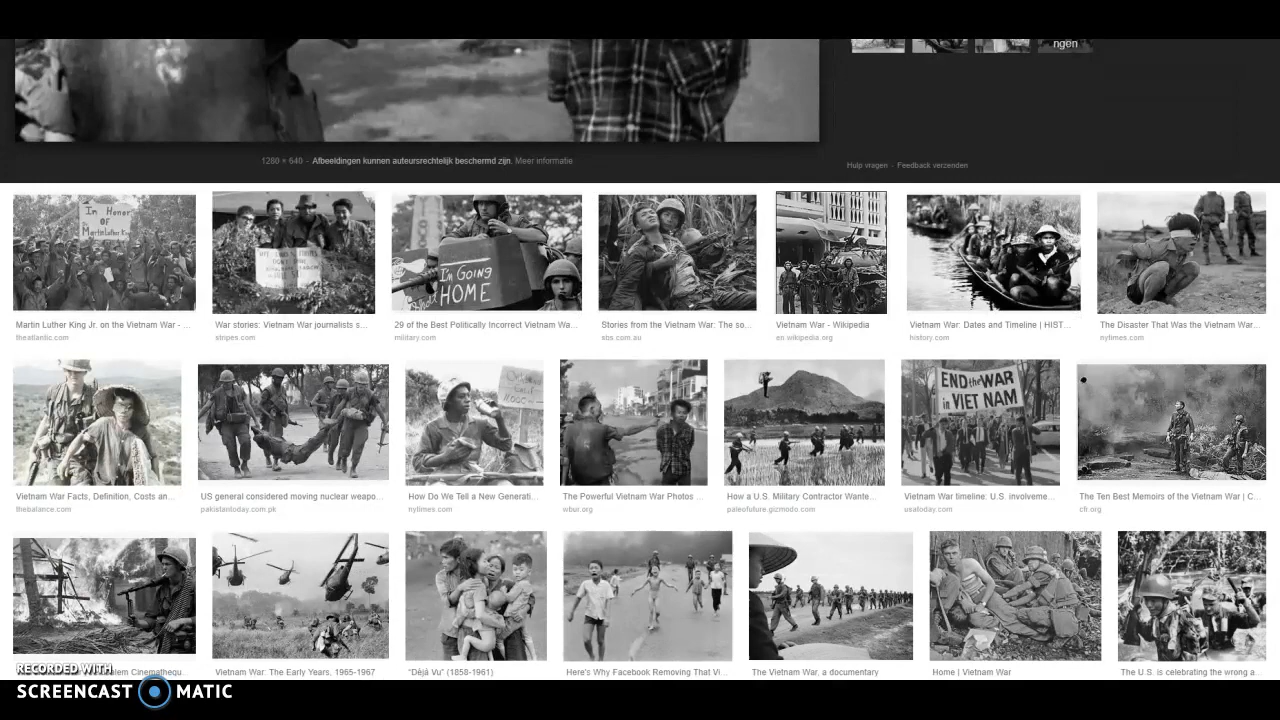 ngen
1280 × 640 - Afbeeldingen kunnen auteursrechtelijk beschermd zijn. Meer informatie
Hulp vragen - Feedback verzenden
In Honor
OF
Martin Luther King
I'm Going
HOME
Martin Luther King Jr. on the Vietnam War - ...
War stories: Vietnam War journalists s...
29 of the Best Politically Incorrect Vietnam Wa...
Stories from the Vietnam War: The so...
Vietnam War - Wikipedia
Vietnam War: Dates and Timeline | HIST...
The Disaster That Was the Vietnam War...
theatlantic.com
stripes.com
military.com
sbs.com.au
en.wikipedia.org
history.com
nytimes.com
END the WAR
in VIET NAM
Vietnam War Facts, Definition, Costs an...
US general considered moving nuclear weapo...
How Do We Tell a New Generati...
The Powerful Vietnam War Photos ...
How a U.S. Military Contractor Wante...
Vietnam War timeline: U.S. involveme...
The Ten Best Memoirs of the Vietnam War | C...
thebalance.com
pakistantoday.com.pk
nytimes.com
wbur.org
paleofuture.gizmodo.com
usatoday.com
cfr.org
alem Cinemathequ...
Vietnam War: The Early Years, 1965-1967
"Déjà Vu" (1858-1961)
Here's Why Facebook Removing That Vi...
The Vietnam War, a documentary
Home | Vietnam War
The U.S. is celebrating the wrong a...
RECORDED WITH
SCREENCAST MATIC